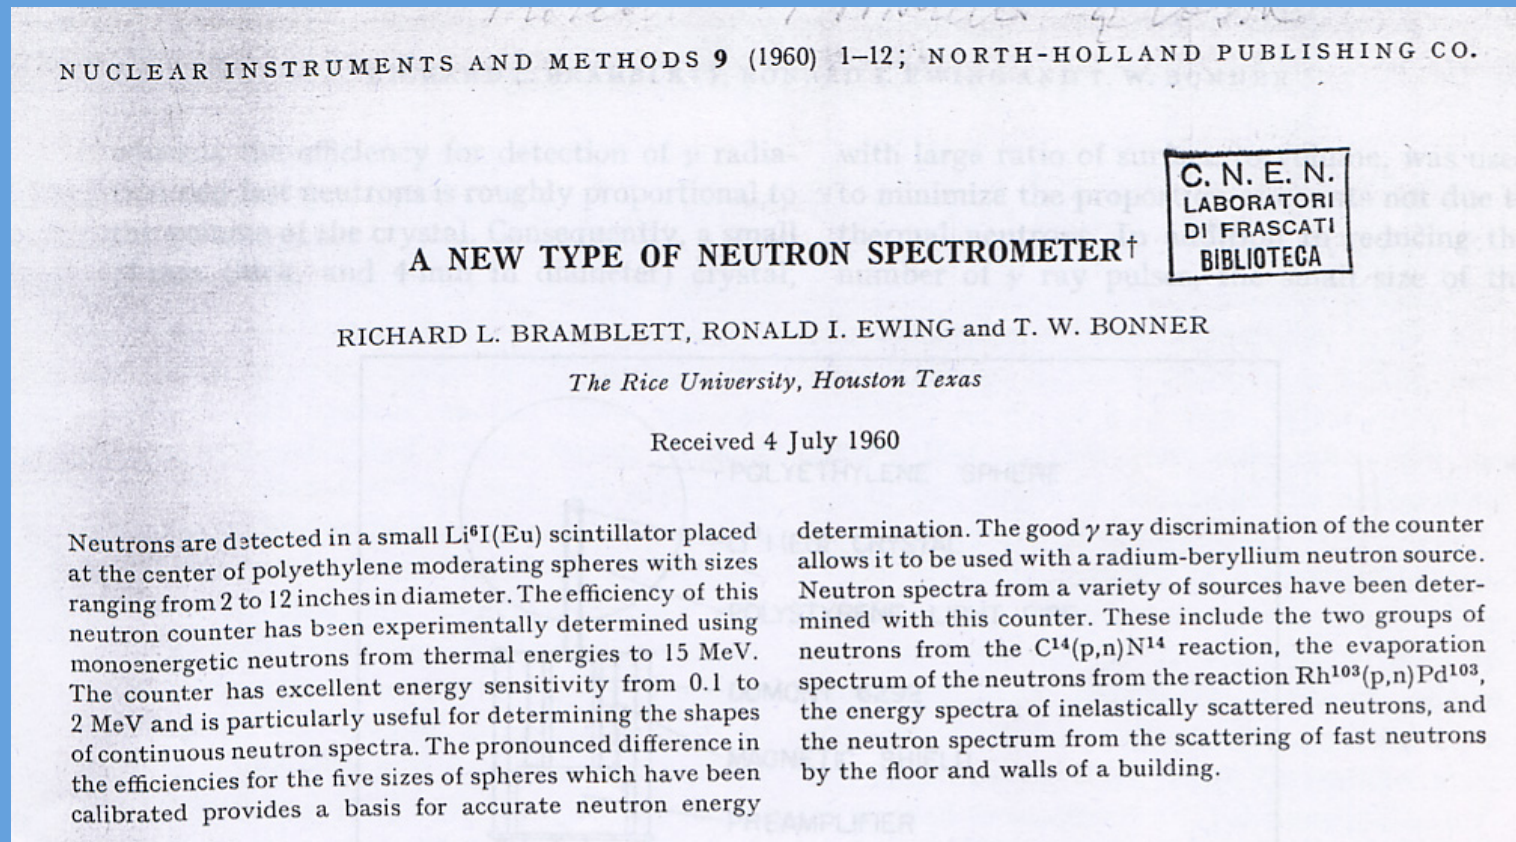 NUCLEAR INSTRUMENTS AND METHODS 9 (1960) 1–12; NORTH-HOLLAND PUBLISHING CO.
C. N. E. N.
LABORATORI
DI FRASCATI
BIBLIOTECA
A NEW TYPE OF NEUTRON SPECTROMETER†
RICHARD L. BRAMBLETT, RONALD I. EWING and T. W. BONNER
The Rice University, Houston Texas
Received 4 July 1960
Neutrons are detected in a small Li⁶I(Eu) scintillator placed
at the center of polyethylene moderating spheres with sizes
ranging from 2 to 12 inches in diameter. The efficiency of this
neutron counter has been experimentally determined using
monoenergetic neutrons from thermal energies to 15 MeV.
The counter has excellent energy sensitivity from 0.1 to
2 MeV and is particularly useful for determining the shapes
of continuous neutron spectra. The pronounced difference in
the efficiencies for the five sizes of spheres which have been
calibrated provides a basis for accurate neutron energy
determination. The good γ ray discrimination of the counter
allows it to be used with a radium-beryllium neutron source.
Neutron spectra from a variety of sources have been deter-
mined with this counter. These include the two groups of
neutrons from the C¹⁴(p,n)N¹⁴ reaction, the evaporation
spectrum of the neutrons from the reaction Rh¹⁰³(p,n)Pd¹⁰³,
the energy spectra of inelastically scattered neutrons, and
the neutron spectrum from the scattering of fast neutrons
by the floor and walls of a building.